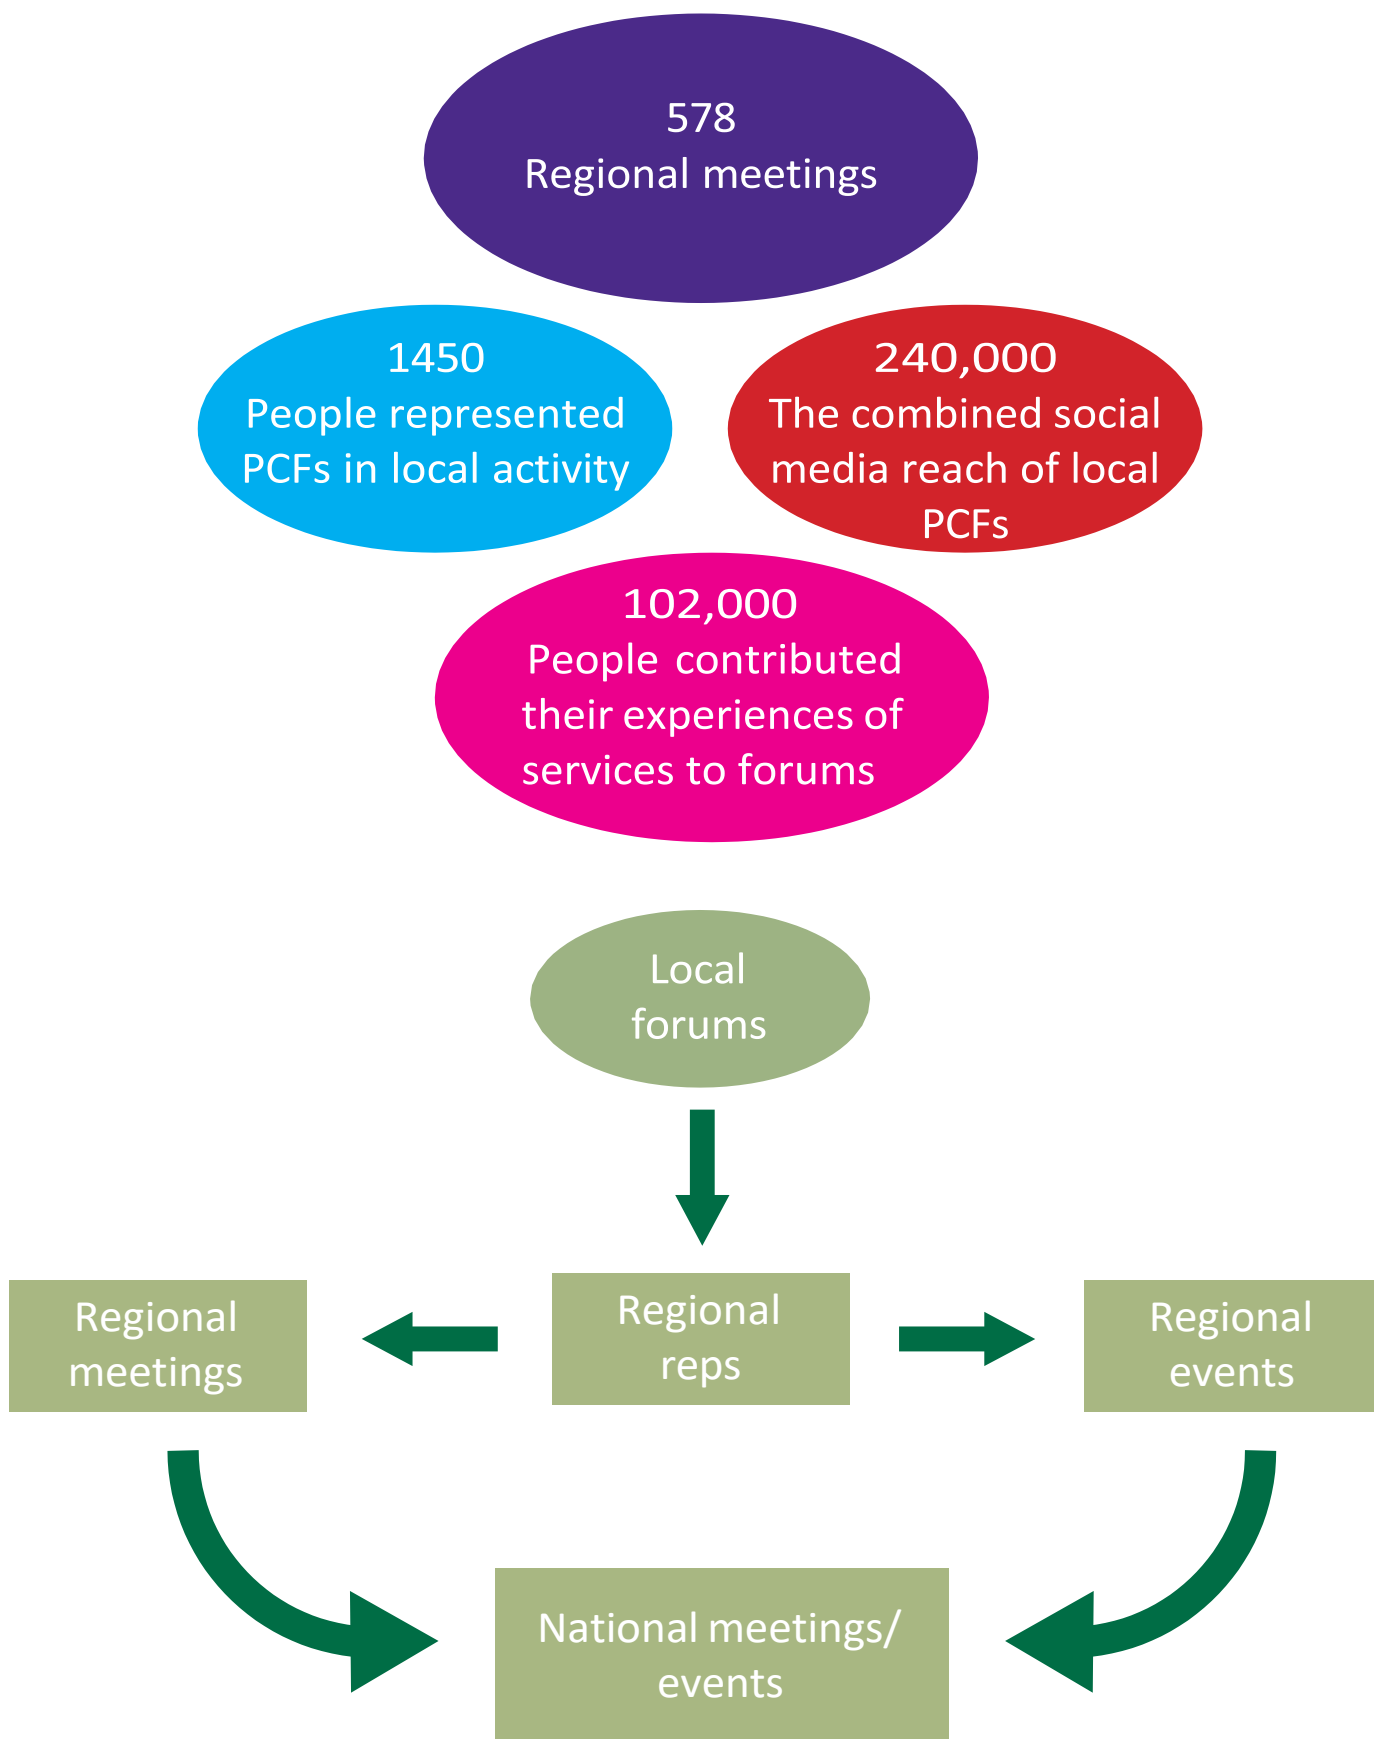 578
Regional meetings
1450
People represented
PCFs in local activity
240,000
The combined social
media reach of local
PCFs
102,000
People contributed
their experiences of
services to forums
Local
forums
Regional
meetings
Regional
reps
Regional
events
National meetings/
events